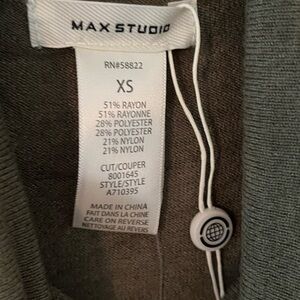 MAX STUDIO
RN#58822
XS
51% RAYON
51% RAYONNE
28% POLYESTER
28% POLYESTER
21% NYLON
21% NYLON
CUT/COUPER
8001645
STYLE/STYLE
A710395
MADE IN CHINA
FAIT DANS LA CHINE
CARE ON REVERSE
NETTOYAGE AU REVERS